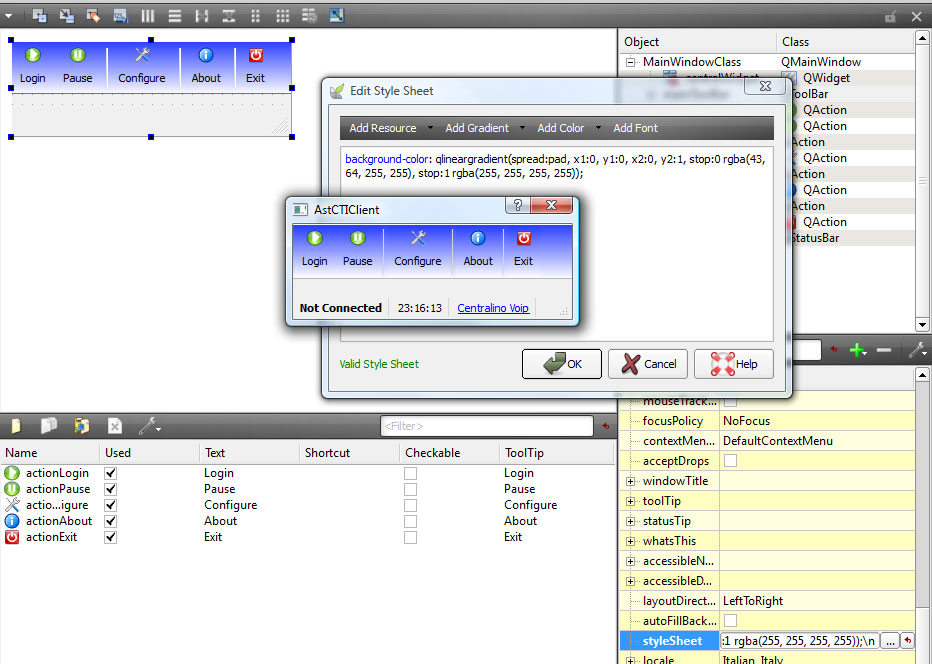 Login Pause Configure About Exit
Object Class
MainWindowClass QMainWindow
QWidget
ToolBar
QAction
QAction
Action
QAction
Action
QAction
Action
QAction
StatusBar
Edit Style Sheet
Add Resource Add Gradient Add Color Add Font
background-color: qlineargradient(spread:pad, x1:0, y1:0, x2:0, y2:1, stop:0 rgba(43,
64, 255, 255), stop:1 rgba(255, 255, 255, 255));
AstCTIClient
Login Pause Configure About Exit
Not Connected 23:16:13 Centralino Voip
Valid Style Sheet OK Cancel Help
mouseTrack...
focusPolicy NoFocus
contextMen... DefaultContextMenu
acceptDrops
windowTitle
toolTip
statusTip
whatsThis
accessibleN...
accessibleD...
layoutDirect... LeftToRight
autoFillBack...
styleSheet :1 rgba(255, 255, 255, 255));\n ...
locale Italian, Italy
<Filter>
Name Used Text Shortcut Checkable ToolTip
actionLogin Login Login
actionPause Pause Pause
actio...igure Configure Configure
actionAbout About About
actionExit Exit Exit